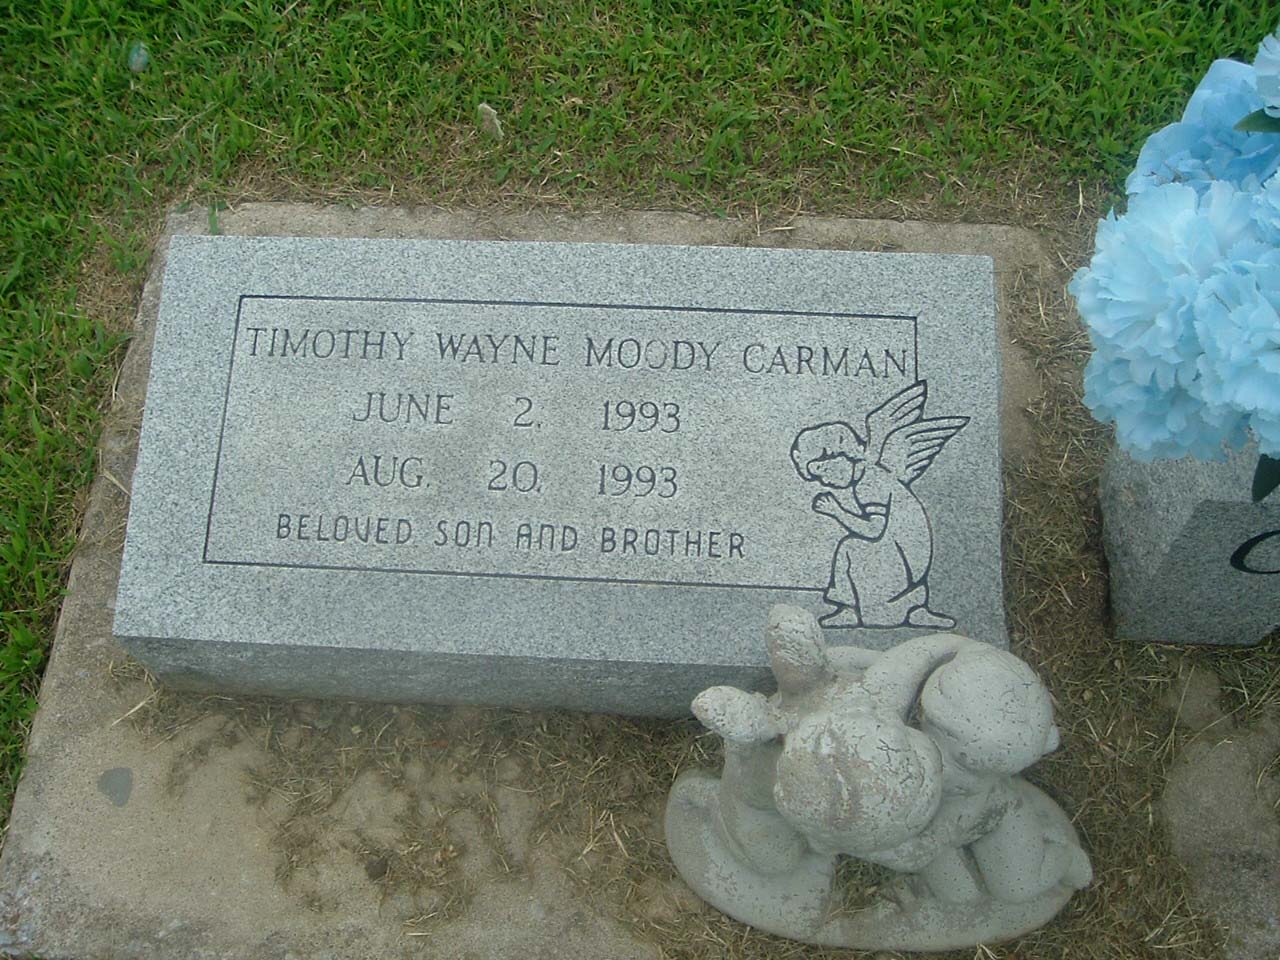 TIMOTHY WAYNE MOODY CARMAN
JUNE 2, 1993
AUG. 20, 1993
BELOVED SON AND BROTHER